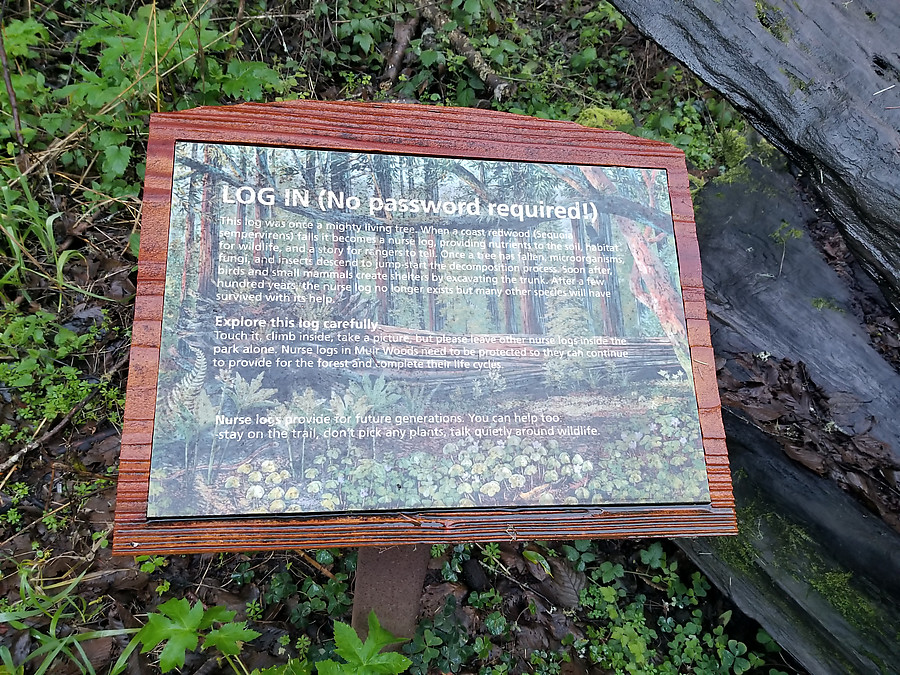 LOG IN (No password required!)
This log was once a mighty living tree. When a coast redwood (Sequoia
sempervirens) falls it becomes a nurse log, providing nutrients to the soil, habitat
for wildlife, and a story for rangers to tell. Once a tree has fallen, microorganisms,
fungi, and insects descend to jump-start the decomposition process. Soon after,
birds and small mammals create shelters by excavating the trunk. After a few
hundred years, the nurse log no longer exists but many other species will have
survived with its help.
Explore this log carefully
Touch it, climb inside, take a picture, but please leave other nurse logs inside the
park alone. Nurse logs in Muir Woods need to be protected so they can continue
to provide for the forest and complete their life cycles.
Nurse logs provide for future generations. You can help too
-stay on the trail, don't pick any plants, talk quietly around wildlife.